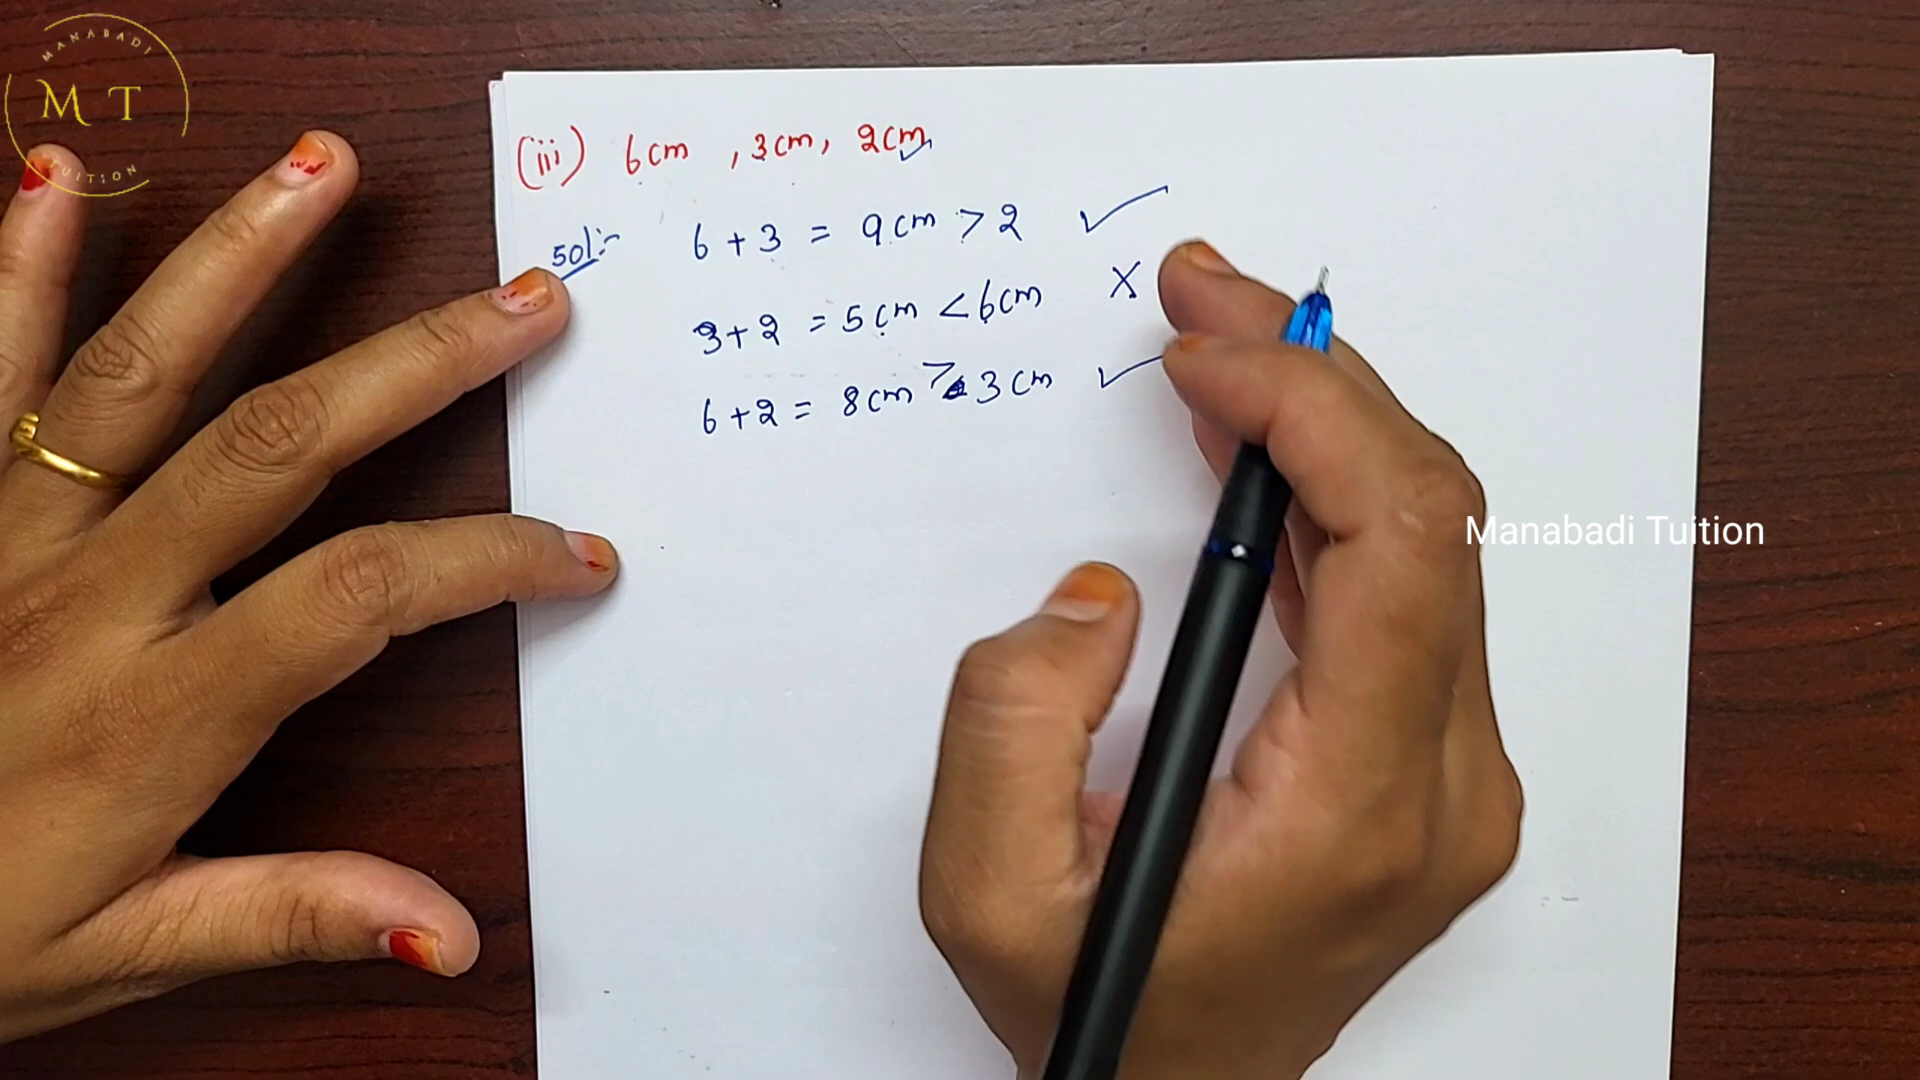 MANABADI
M T
TUITION
(iii) 6cm , 3cm, 2cm
Sol:-
6 + 3 = 9cm > 2 ✓
3+2 = 5cm < 6cm X
6+2 = 8cm > 3cm ✓
Manabadi Tuition